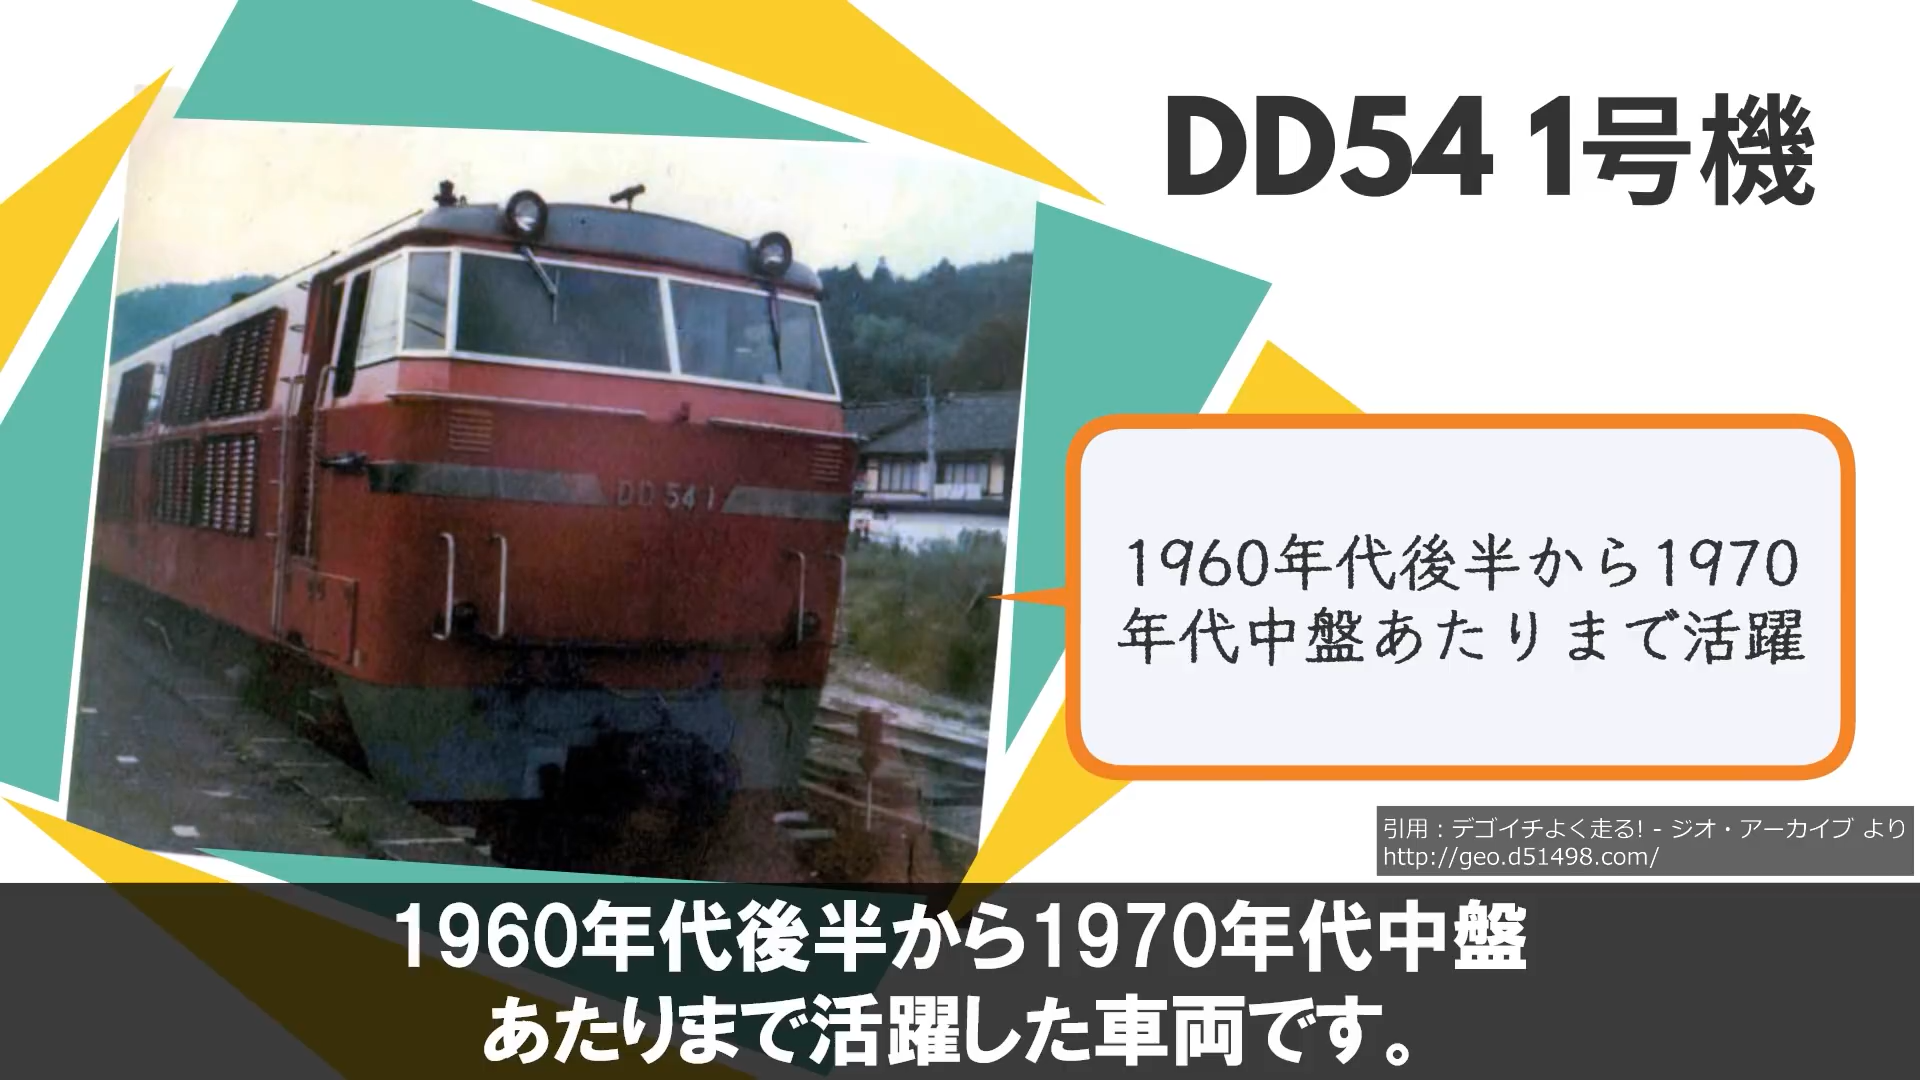 DD54 1号機
DD 54 1
1960年代後半から1970
年代中盤あたりまで活躍
引用：デゴイチよく走る! - ジオ・アーカイブ より
http://geo.d51498.com/
1960年代後半から1970年代中盤
あたりまで活躍した車両です。